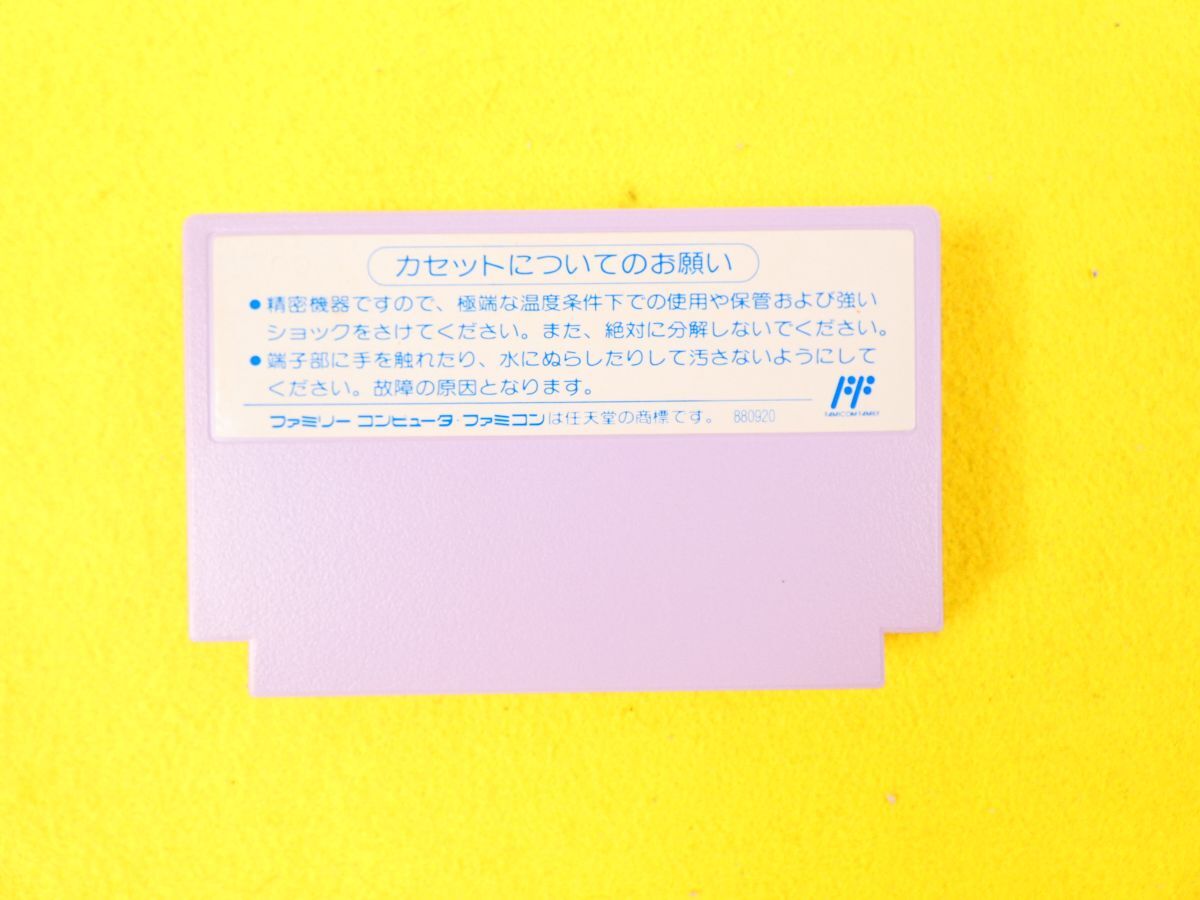 カセットについてのお願い
●精密機器ですので、極端な温度条件下での使用や保管および強い
ショックをさけてください。また、絶対に分解しないでください。
●端子部に手を触れたり、水にぬらしたりして汚さないようにして
ください。故障の原因となります。
FAMICOM FAMILY
ファミリーコンピュータ・ファミコンは任天堂の商標です。 880920